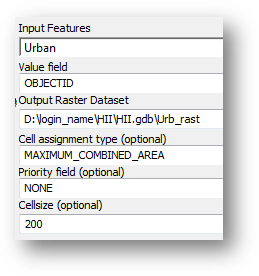 Input Features
Urban
Value field
OBJECTID
Output Raster Dataset
D:\login_name\HII\HII.gdb\Urb_rast
Cell assignment type (optional)
MAXIMUM_COMBINED_AREA
Priority field (optional)
NONE
Cellsize (optional)
200